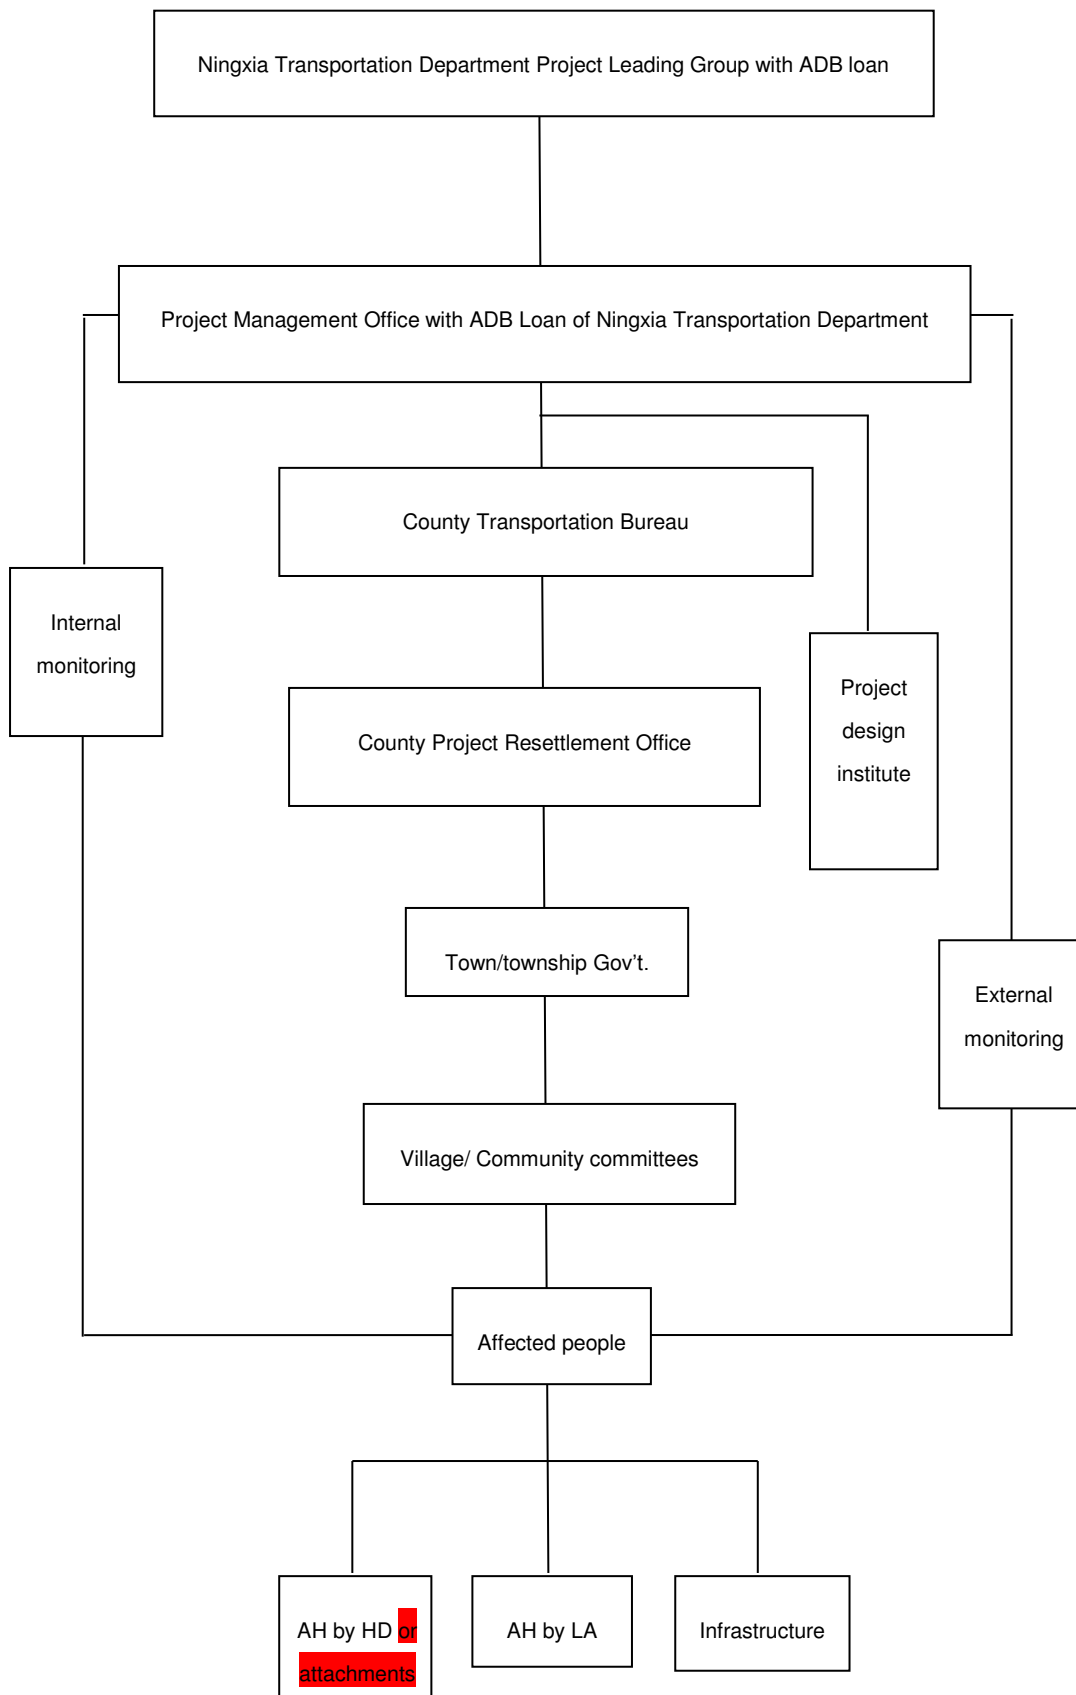 Ningxia Transportation Department Project Leading Group with ADB loan
Project Management Office with ADB Loan of Ningxia Transportation Department
County Transportation Bureau
Internal
monitoring
Project
design
institute
County Project Resettlement Office
Town/township Gov’t.
External
monitoring
Village/ Community committees
Affected people
AH by HD or
attachments
AH by LA
Infrastructure